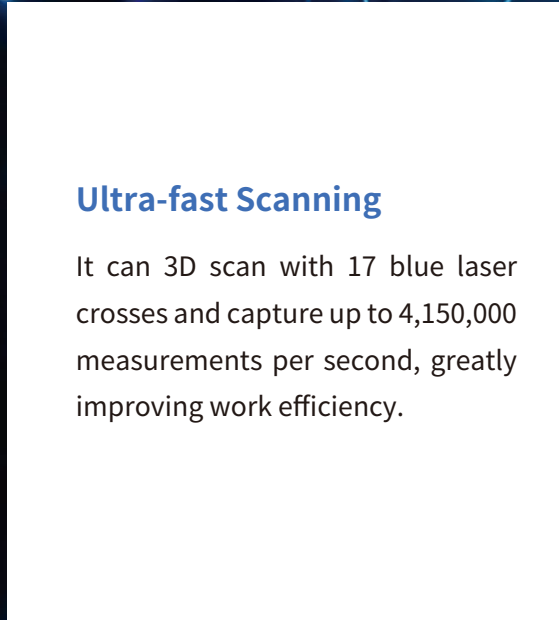 Ultra-fast Scanning
It can 3D scan with 17 blue laser
crosses and capture up to 4,150,000
measurements per second, greatly
improving work efficiency.